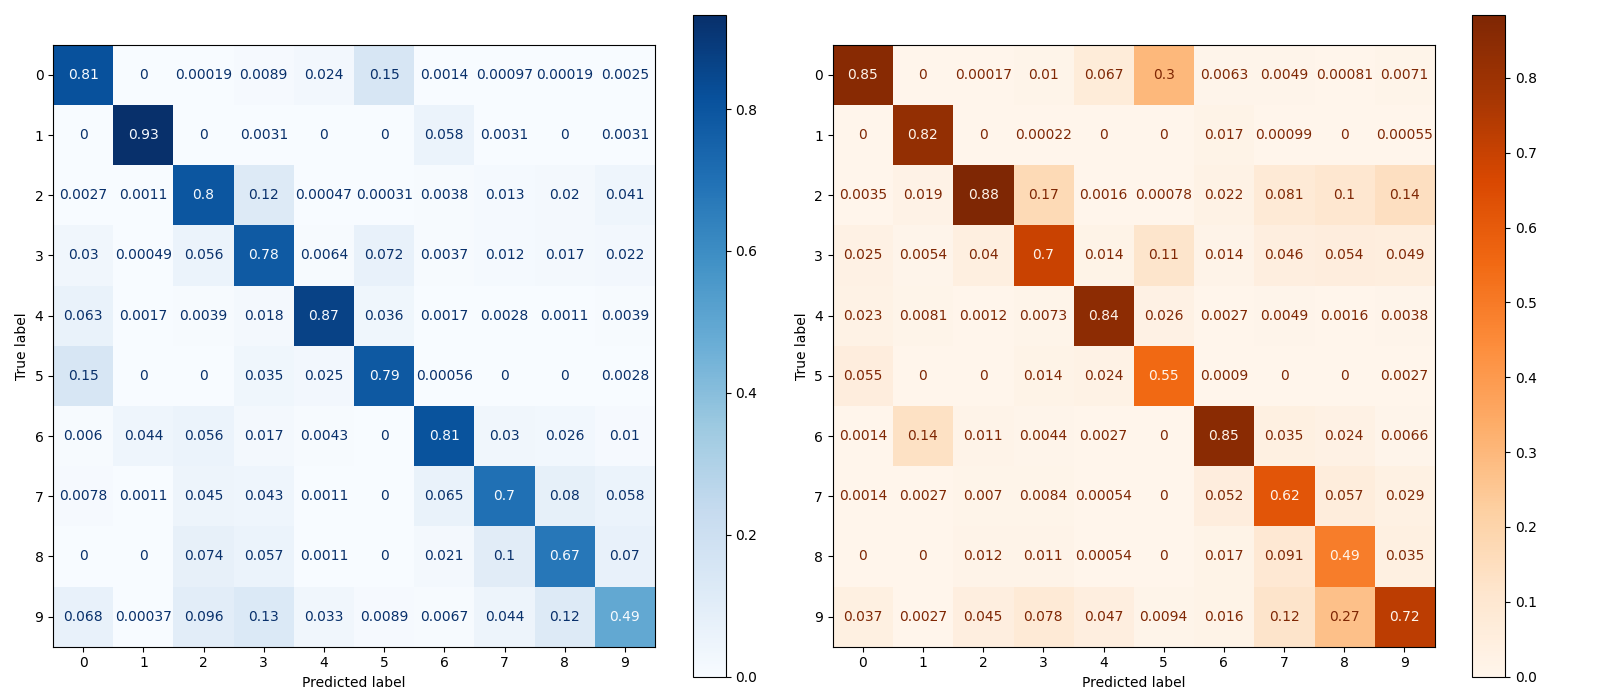 0 0.81 0 0.00019 0.0089 0.024 0.15 0.0014 0.00097 0.00019 0.0025
1 0 0.93 0 0.0031 0 0 0.058 0.0031 0 0.0031
2 0.0027 0.0011 0.8 0.12 0.00047 0.00031 0.0038 0.013 0.02 0.041
3 0.03 0.00049 0.056 0.78 0.0064 0.072 0.0037 0.012 0.017 0.022
4 0.063 0.0017 0.0039 0.018 0.87 0.036 0.0017 0.0028 0.0011 0.0039
5 0.15 0 0 0.035 0.025 0.79 0.00056 0 0 0.0028
6 0.006 0.044 0.056 0.017 0.0043 0 0.81 0.03 0.026 0.01
7 0.0078 0.0011 0.045 0.043 0.0011 0 0.065 0.7 0.08 0.058
8 0 0 0.074 0.057 0.0011 0 0.021 0.1 0.67 0.07
9 0.068 0.00037 0.096 0.13 0.033 0.0089 0.0067 0.044 0.12 0.49
0 1 2 3 4 5 6 7 8 9
Predicted label
True label
0.8
0.6
0.4
0.2
0.0
0 0.85 0 0.00017 0.01 0.067 0.3 0.0063 0.0049 0.00081 0.0071
1 0 0.82 0 0.00022 0 0 0.017 0.00099 0 0.00055
2 0.0035 0.019 0.88 0.17 0.0016 0.00078 0.022 0.081 0.1 0.14
3 0.025 0.0054 0.04 0.7 0.014 0.11 0.014 0.046 0.054 0.049
4 0.023 0.0081 0.0012 0.0073 0.84 0.026 0.0027 0.0049 0.0016 0.0038
5 0.055 0 0 0.014 0.024 0.55 0.0009 0 0 0.0027
6 0.0014 0.14 0.011 0.0044 0.0027 0 0.85 0.035 0.024 0.0066
7 0.0014 0.0027 0.007 0.0084 0.00054 0 0.052 0.62 0.057 0.029
8 0 0 0.012 0.011 0.00054 0 0.017 0.091 0.49 0.035
9 0.037 0.0027 0.045 0.078 0.047 0.0094 0.016 0.12 0.27 0.72
0 1 2 3 4 5 6 7 8 9
Predicted label
True label
0.8
0.7
0.6
0.5
0.4
0.3
0.2
0.1
0.0